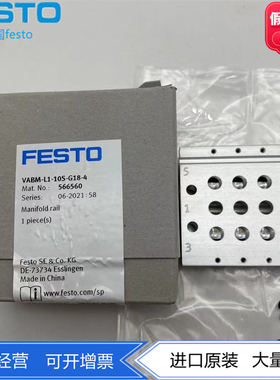 FESTO
假
FESTO
VABM-L1-10S-G18-4
Mat. No.: 566560
Series: 06-2021 : 58
Manifold rail
1 piece(s)
Festo SE & Co. KG
DE-73734 Esslingen
Made in China
www.festo.com/sp
5
1
3
经营 可开增票
进口原装 大量